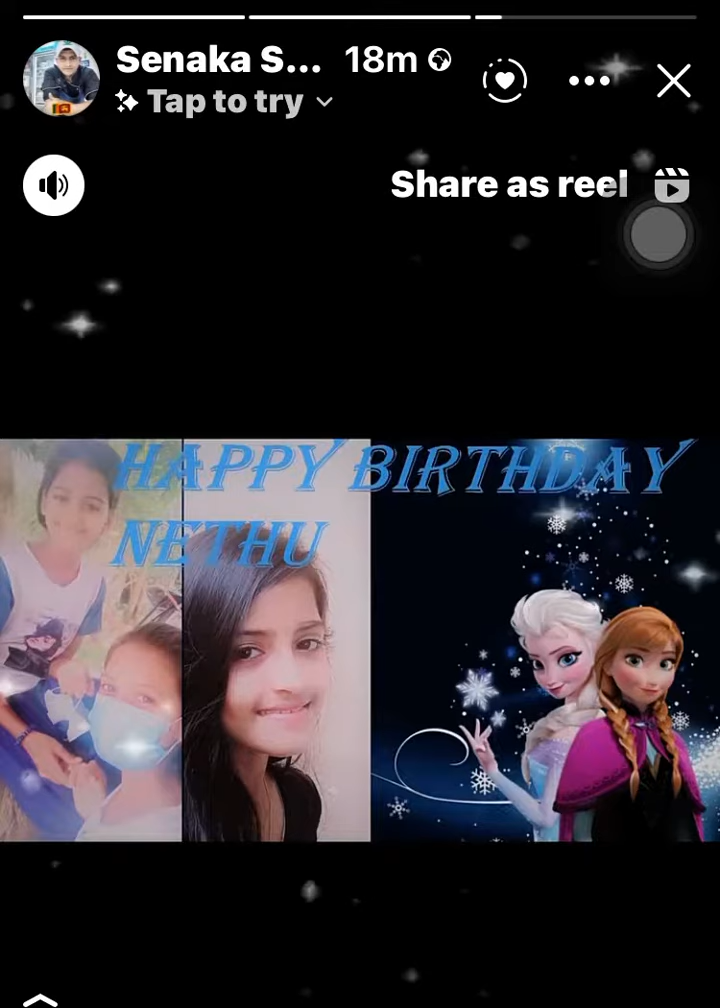 Senaka S... 18m
Tap to try
Share as reel
HAPPY BIRTHDAY
NETHU